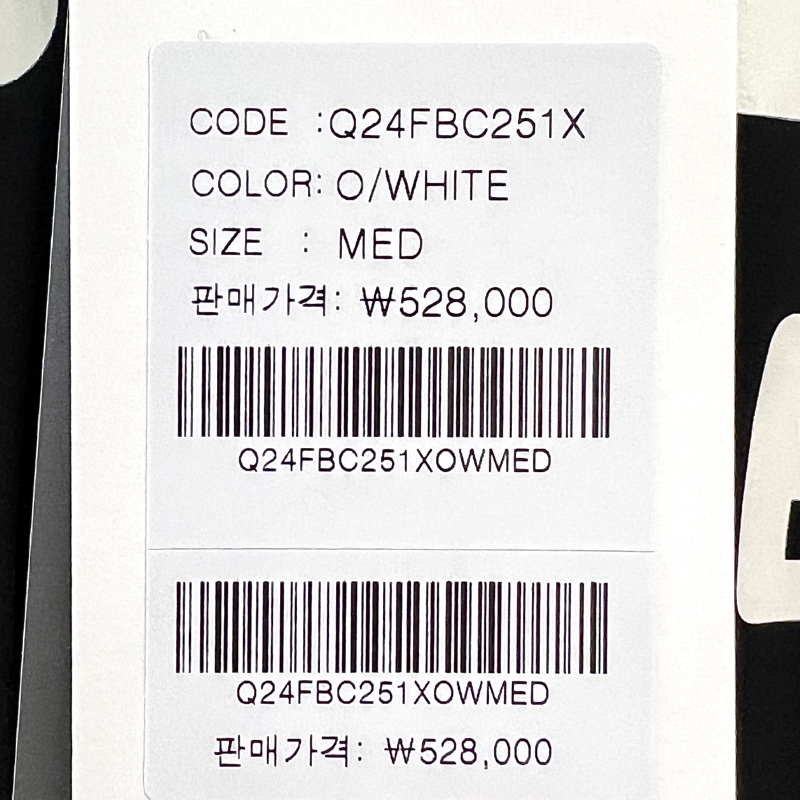 CODE :Q24FBC251X
COLOR: O/WHITE
SIZE : MED
판매가격: ₩528,000
Q24FBC251XOWMED
Q24FBC251XOWMED
판매가격: ₩528,000